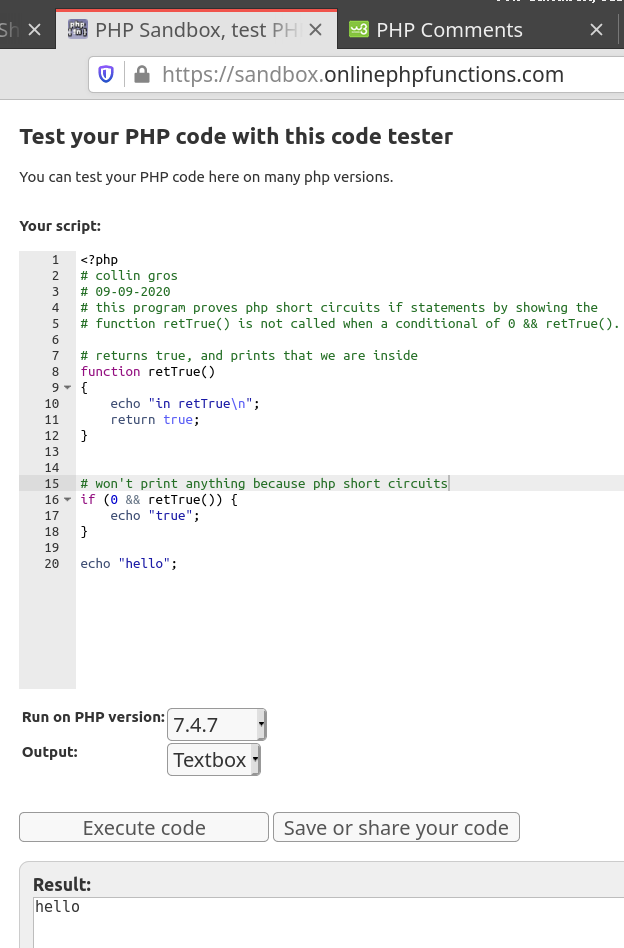 Sh
PHP Sandbox, test PH
PHP Comments
https://sandbox.onlinephpfunctions.com
Test your PHP code with this code tester
You can test your PHP code here on many php versions.
Your script:
1 <?php
2 # collin gros
3 # 09-09-2020
4 # this program proves php short circuits if statements by showing the
5 # function retTrue() is not called when a conditional of 0 && retTrue().
6
7 # returns true, and prints that we are inside
8 function retTrue()
9 {
10     echo "in retTrue\n";
11     return true;
12 }
13
14
15 # won't print anything because php short circuits
16 if (0 && retTrue()) {
17     echo "true";
18 }
19
20 echo "hello";
Run on PHP version: 7.4.7
Output: Textbox
Execute code Save or share your code
Result:
hello